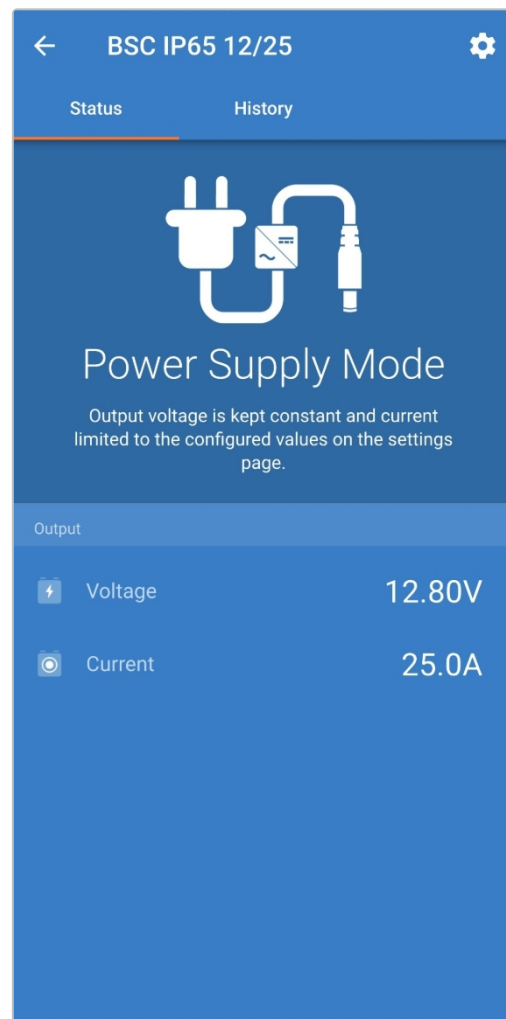 BSC IP65 12/25
Status
History
Power Supply Mode
Output voltage is kept constant and current
limited to the configured values on the settings
page.
Output
Voltage
12.80V
Current
25.0A